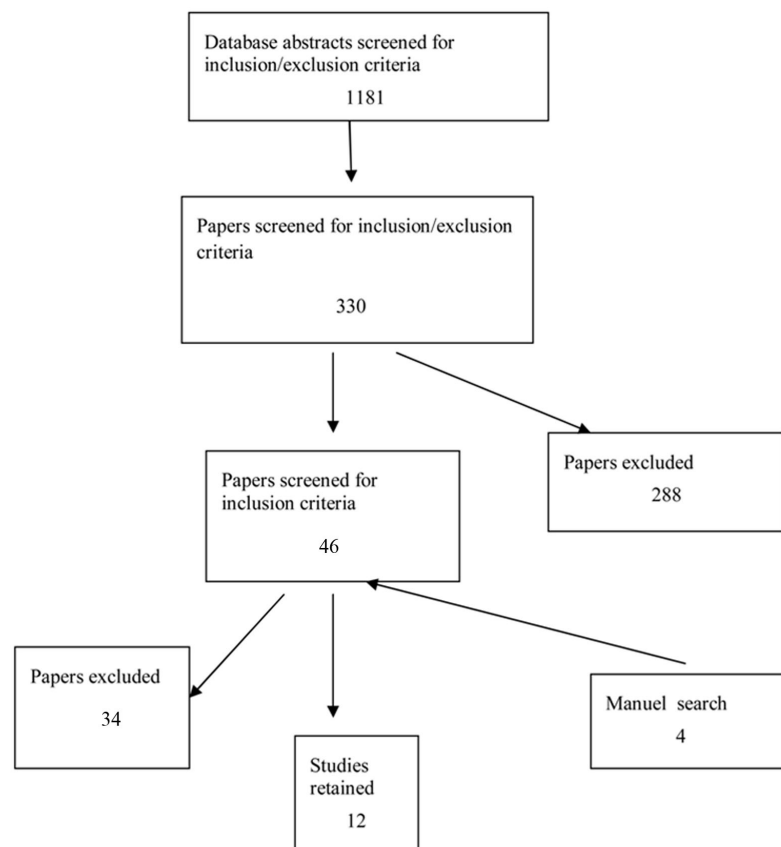 Database abstracts screened for
inclusion/exclusion criteria
1181
Papers screened for inclusion/exclusion
criteria
330
Papers screened for
inclusion criteria
46
Papers excluded
288
Papers excluded
34
Studies
retained
12
Manuel search
4